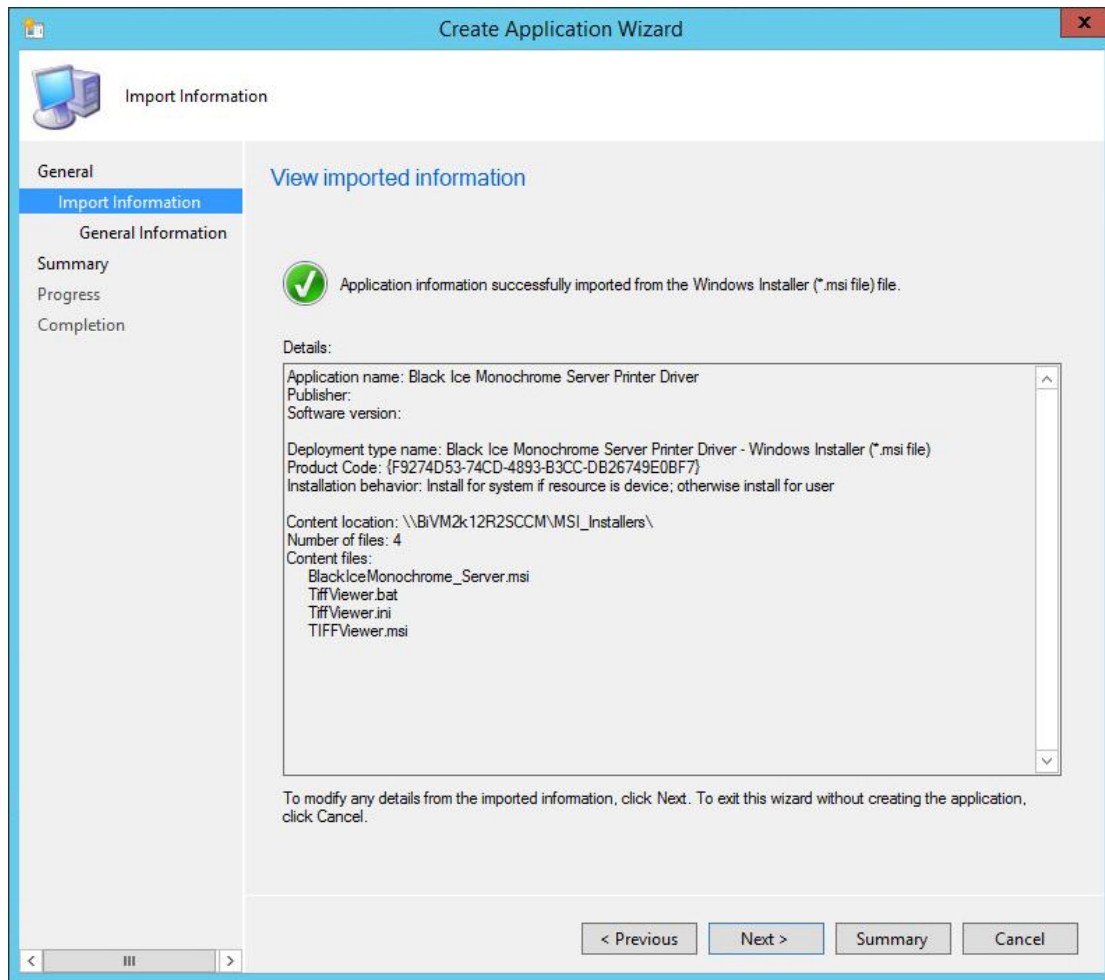 Create Application Wizard
x
Import Information
General
Import Information
General Information
Summary
Progress
Completion
View imported information
Application information successfully imported from the Windows Installer (*.msi file) file.
Details:
Application name: Black Ice Monochrome Server Printer Driver
Publisher:
Software version:
Deployment type name: Black Ice Monochrome Server Printer Driver - Windows Installer (*.msi file)
Product Code: {F9274D53-74CD-4893-B3CC-DB26749E0BF7}
Installation behavior: Install for system if resource is device; otherwise install for user
Content location: \\BiVM2k12R2SCCM\MSI_Installers\
Number of files: 4
Content files:
BlackIceMonochrome_Server.msi
TiffViewer.bat
TiffViewer.ini
TIFFViewer.msi
To modify any details from the imported information, click Next. To exit this wizard without creating the application,
click Cancel.
< Previous
Next >
Summary
Cancel